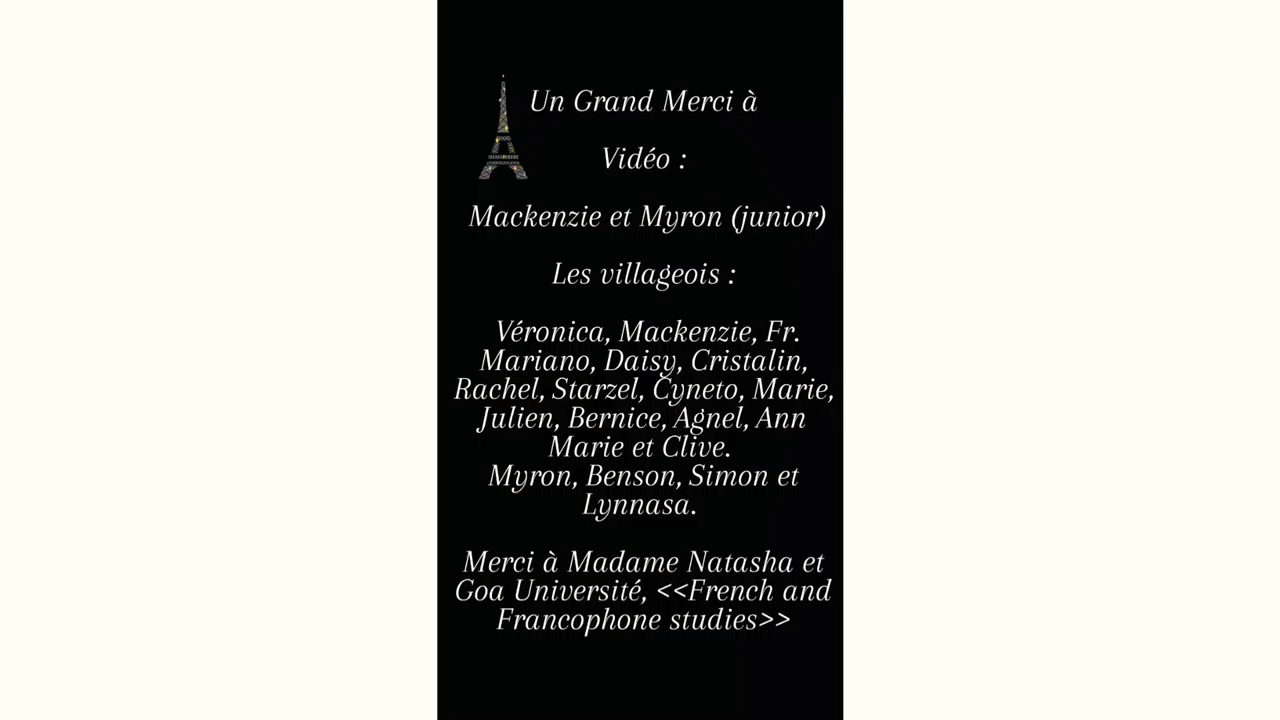 Un Grand Merci à
Vidéo :
Mackenzie et Myron (junior)
Les villageois :
Véronica, Mackenzie, Fr.
Mariano, Daisy, Cristalin,
Rachel, Starzel, Cyneto, Marie,
Julien, Bernice, Agnel, Ann
Marie et Clive.
Myron, Benson, Simon et
Lynnasa.
Merci à Madame Natasha et
Goa Université, <<French and
Francophone studies>>